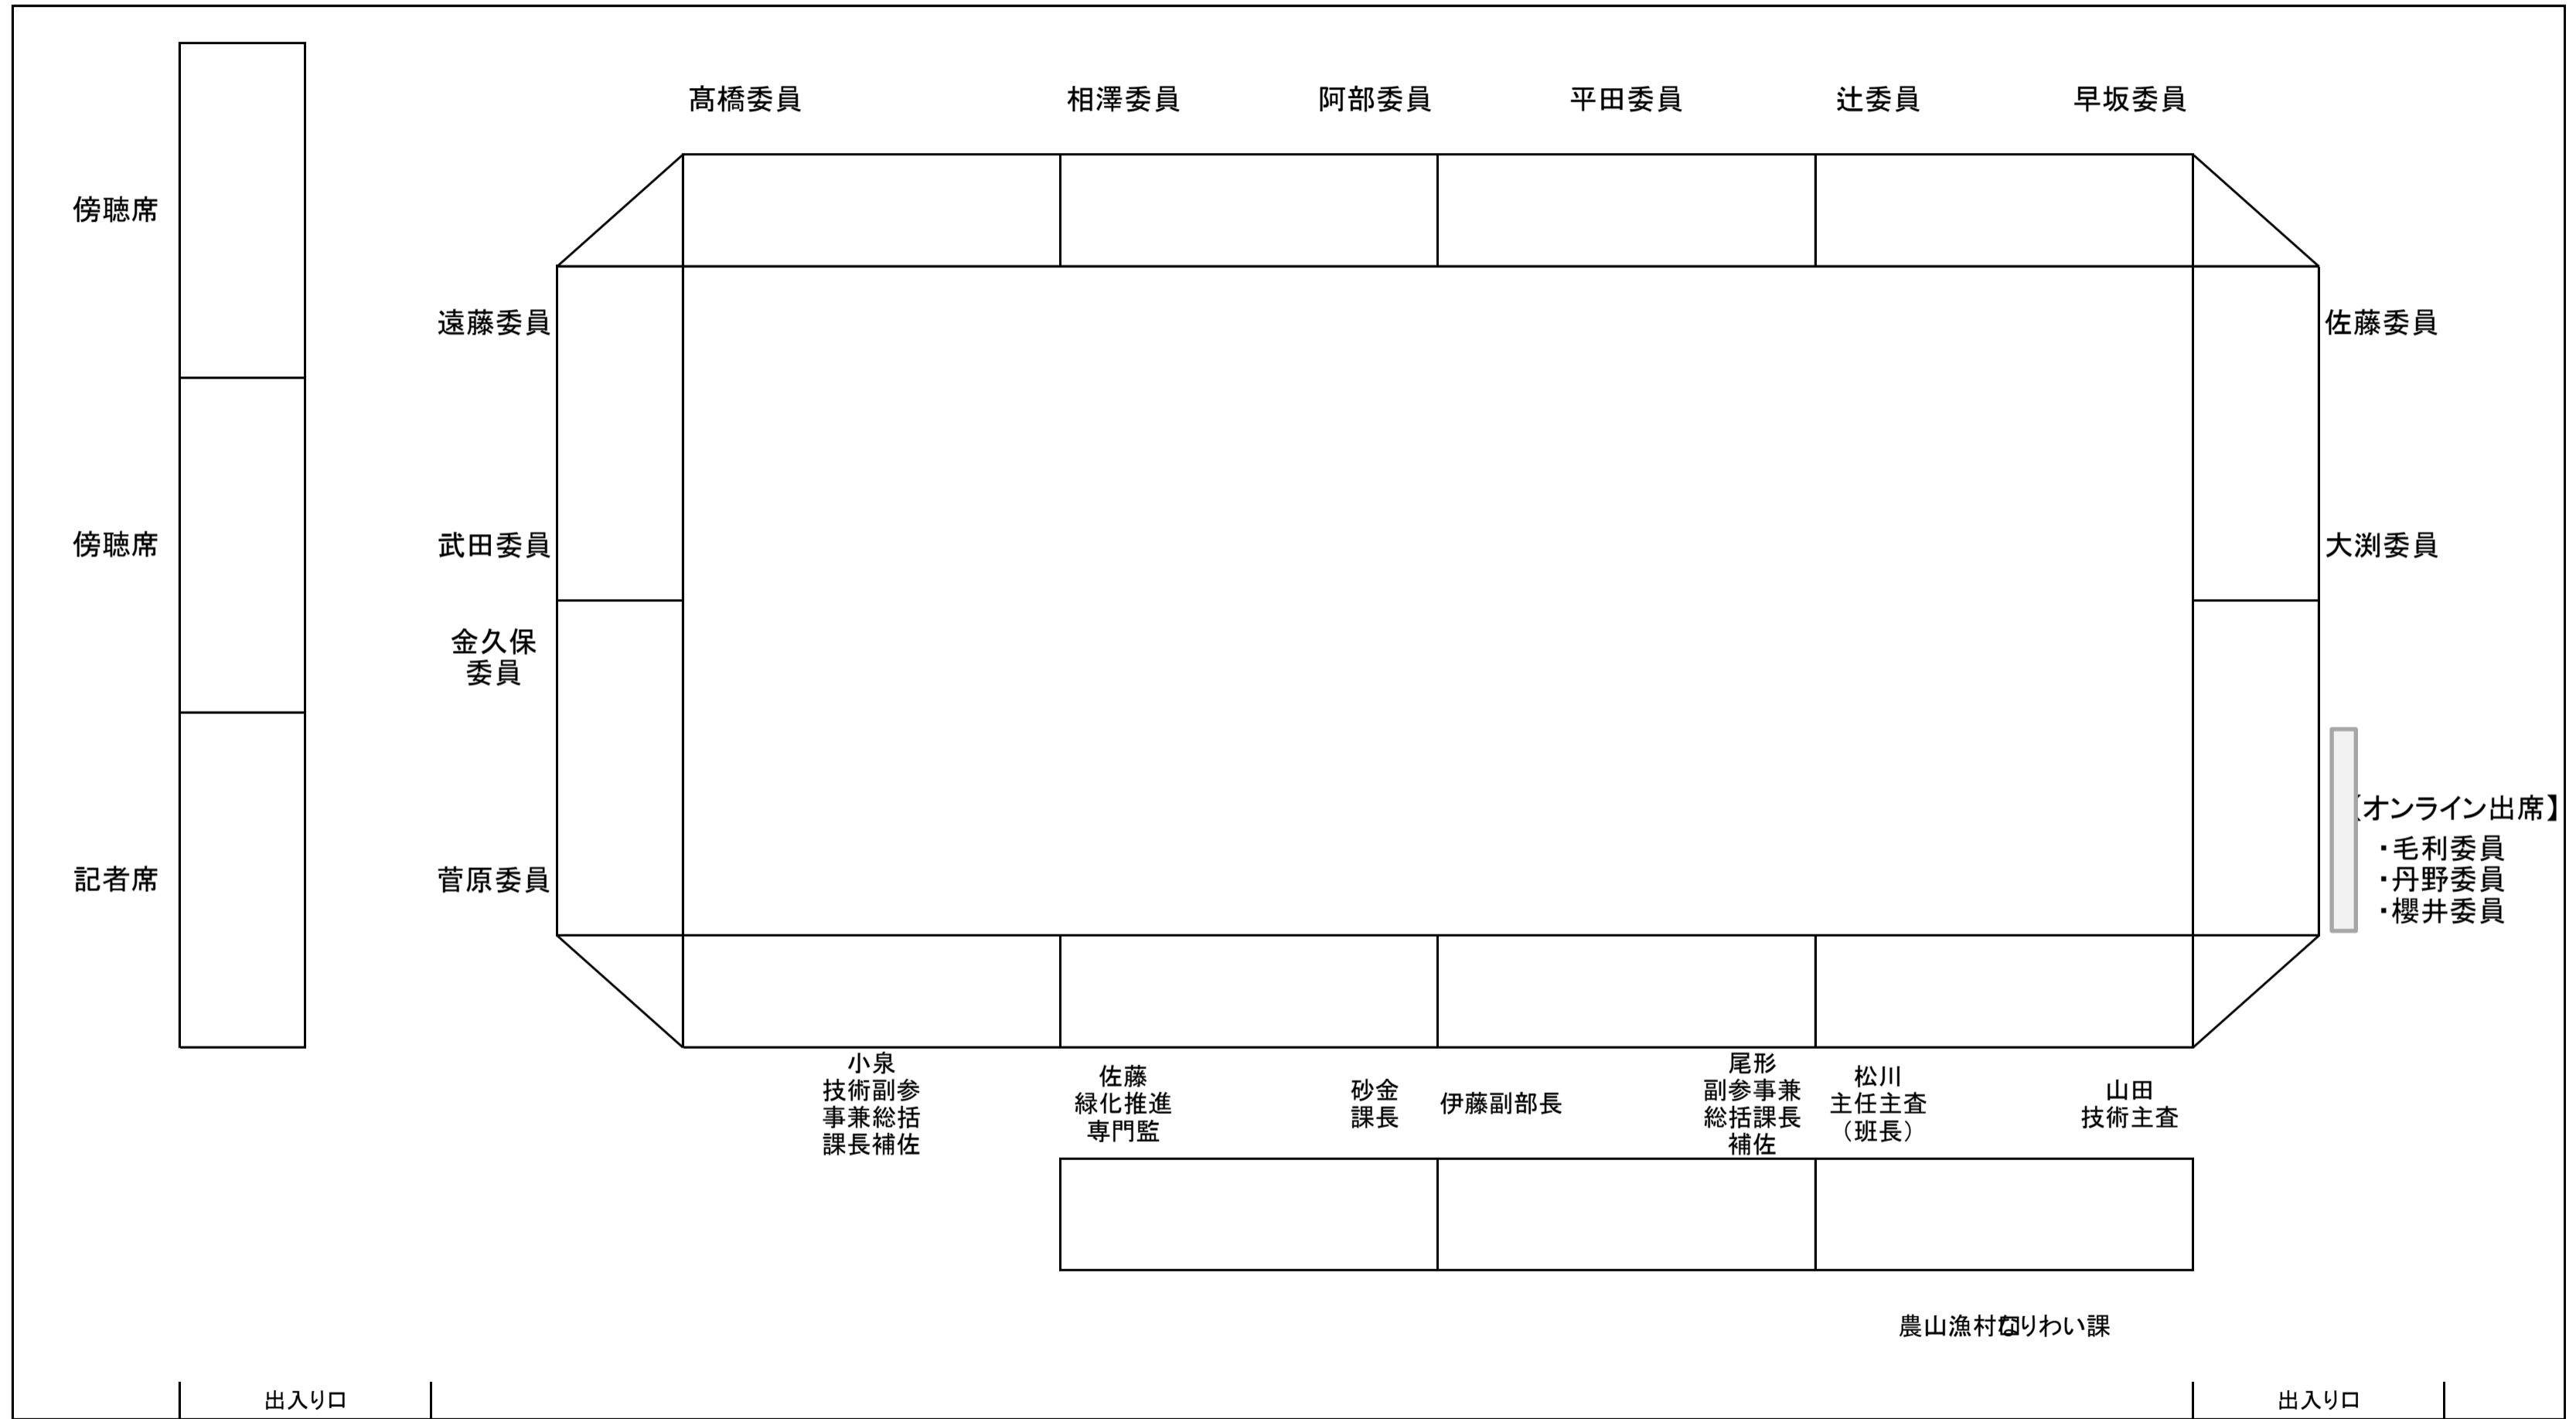 髙橋委員
相澤委員
阿部委員
平田委員
辻委員
早坂委員
傍聴席
遠藤委員
佐藤委員
傍聴席
武田委員
大渕委員
金久保
委員
記者席
菅原委員
【オンライン出席】
・毛利委員
・丹野委員
・櫻井委員
小泉
技術副参
事兼総括
課長補佐
佐藤
緑化推進
専門監
砂金
課長
伊藤副部長
尾形
副参事兼
総括課長
補佐
松川
主任主査
（班長）
山田
技術主査
農山漁村なりわい課
出入り口
出入り口